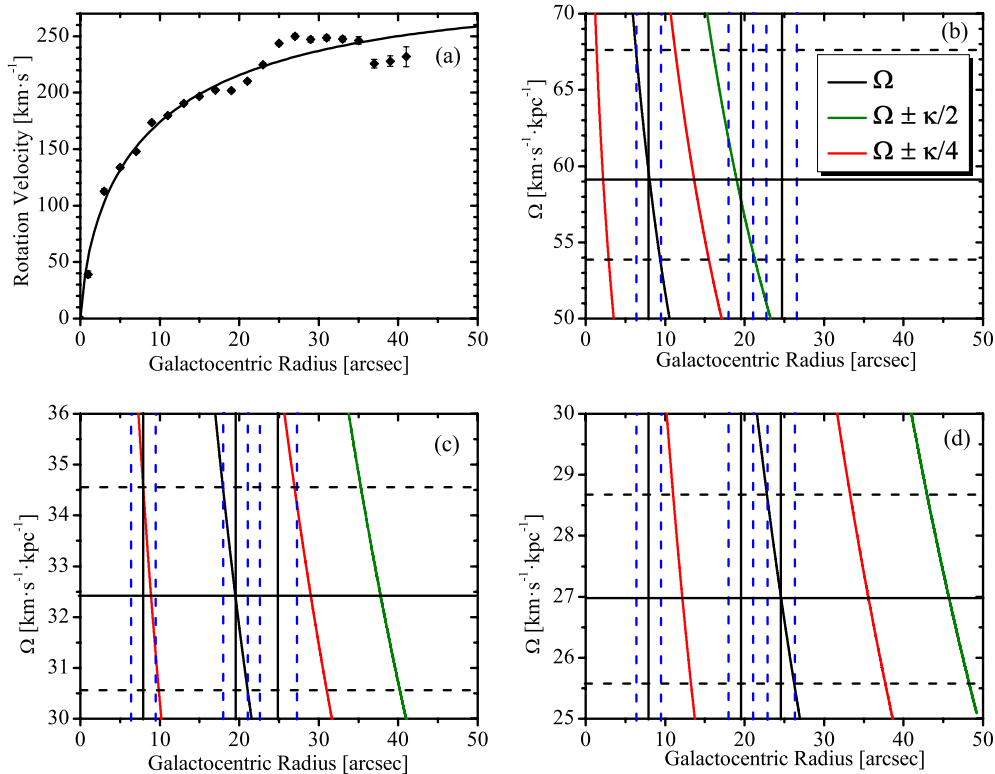 (a)
Rotation Velocity [km·s⁻¹]
250
200
150
100
50
0
0 10 20 30 40 50
Galactocentric Radius [arcsec]
(b)
Ω
Ω ± κ/2
Ω ± κ/4
Ω [km·s⁻¹·kpc⁻¹]
70
65
60
55
50
0 10 20 30 40 50
Galactocentric Radius [arcsec]
(c)
Ω [km·s⁻¹·kpc⁻¹]
36
35
34
33
32
31
30
0 10 20 30 40 50
Galactocentric Radius [arcsec]
(d)
Ω [km·s⁻¹·kpc⁻¹]
30
29
28
27
26
25
0 10 20 30 40 50
Galactocentric Radius [arcsec]